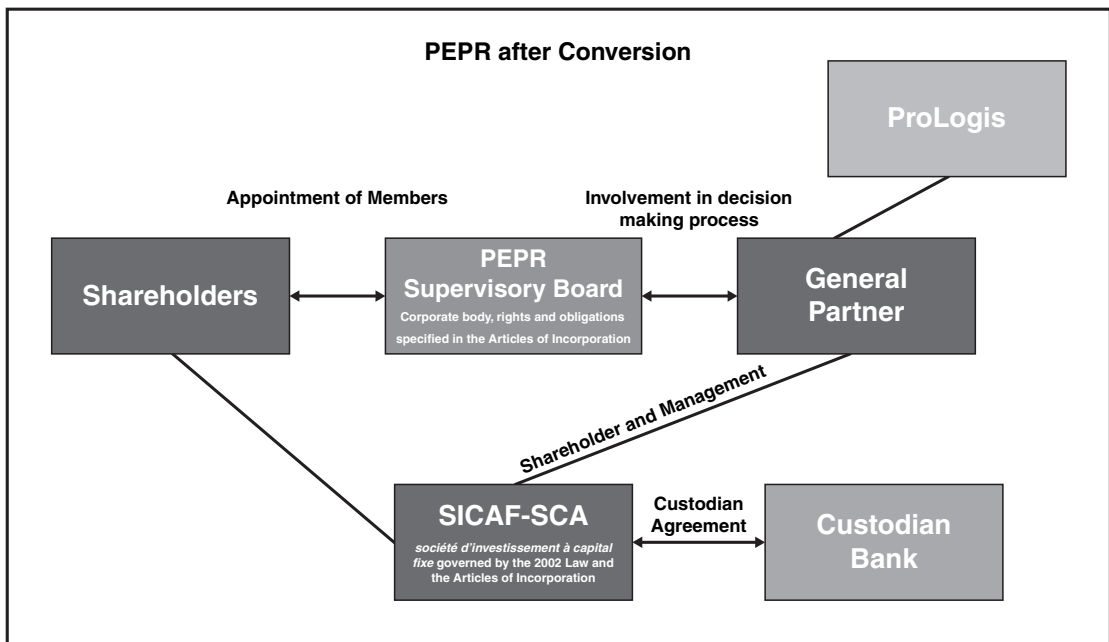 PEPR after Conversion
ProLogis
Appointment of Members
Involvement in decision
making process
Shareholders
PEPR
Supervisory Board
Corporate body, rights and obligations
specified in the Articles of Incorporation
General
Partner
Shareholder and Management
SICAF-SCA
société d'investissement à capital
fixe governed by the 2002 Law and
the Articles of Incorporation
Custodian
Agreement
Custodian
Bank